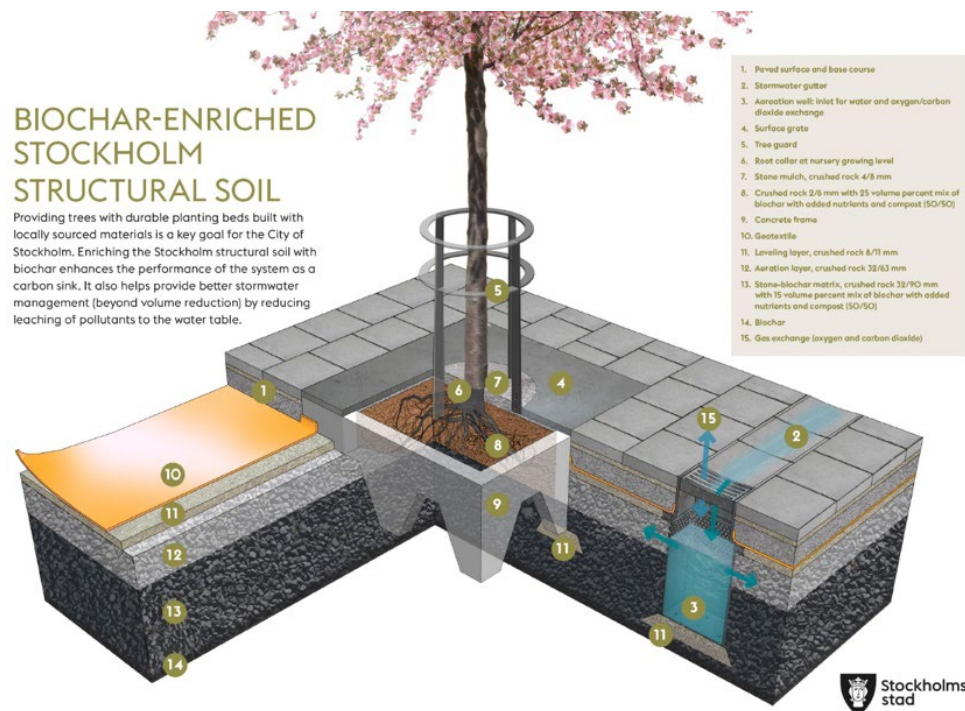 BIOCHAR-ENRICHED
STOCKHOLM
STRUCTURAL SOIL
Providing trees with durable planting beds built with
locally sourced materials is a key goal for the City of
Stockholm. Enriching the Stockholm structural soil with
biochar enhances the performance of the system as a
carbon sink. It also helps provide better stormwater
management (beyond volume reduction) by reducing
leaching of pollutants to the water table.
1. Paved surface and base course
2. Stormwater gutter
3. Aeration well: inlet for water and oxygen/carbon
dioxide exchange
4. Surface grate
5. Tree guard
6. Root collar at nursery growing level
7. Stone mulch, crushed rock 4/8 mm
8. Crushed rock 2/6 mm with 25 volume percent mix of
biochar with added nutrients and compost (50/50)
9. Concrete frame
10. Geotextile
11. Leveling layer, crushed rock 8/11 mm
12. Aeration layer, crushed rock 32/63 mm
13. Stone-biochar matrix, crushed rock 32/90 mm
with 15 volume percent mix of biochar with added
nutrients and compost (50/50)
14. Biochar
15. Gas exchange (oxygen and carbon dioxide)
5
1
6
7
4
15
2
8
10
9
11
11
12
3
13
11
14
Stockholms
stad